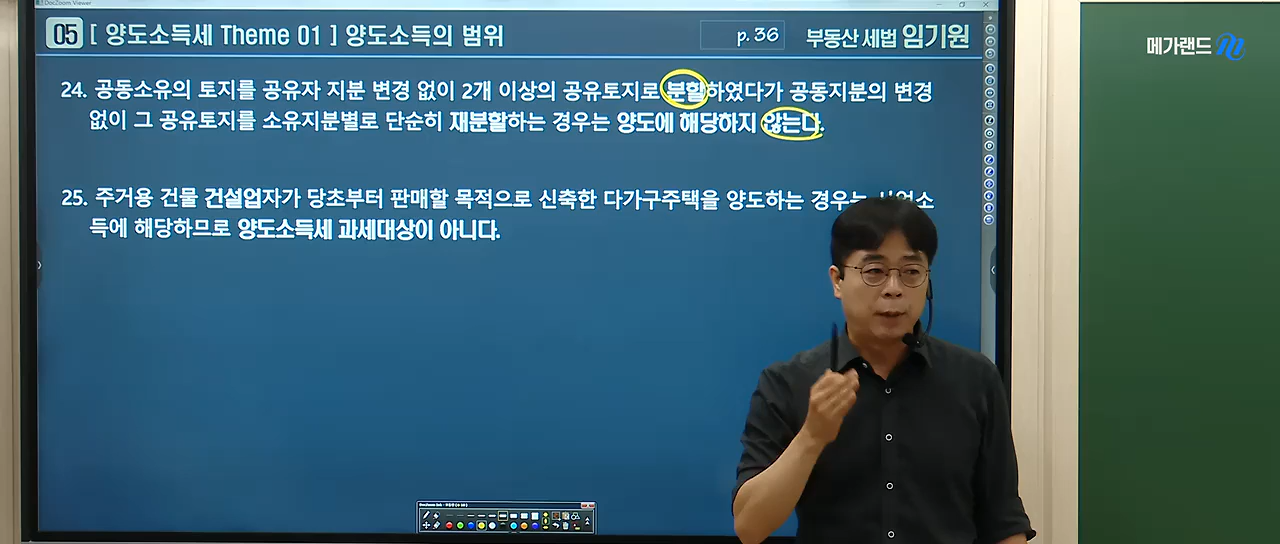 DocZoom Viewer
05 [ 양도소득세 Theme 01 ] 양도소득의 범위
p. 36
부동산 세법 임기원
메가랜드
24. 공동소유의 토지를 공유자 지분 변경 없이 2개 이상의 공유토지로 분할하였다가 공동지분의 변경
없이 그 공유토지를 소유지분별로 단순히 재분할하는 경우는 양도에 해당하지 않는다.
25. 주거용 건물 건설업자가 당초부터 판매할 목적으로 신축한 다가구주택을 양도하는 경우는 사업소
득에 해당하므로 양도소득세 과세대상이 아니다.